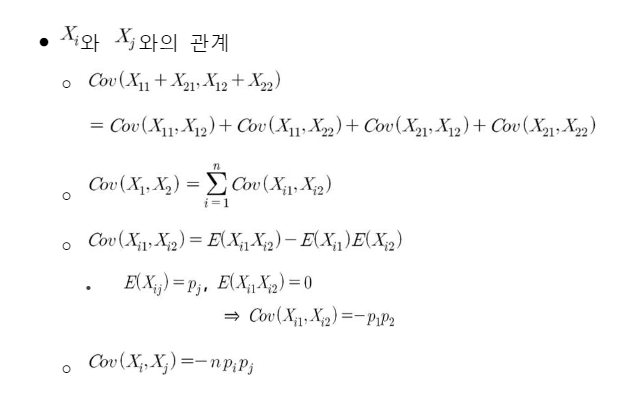 • X_i와 X_j와의 관계
○ Cov(X_11 + X_21, X_12 + X_22)
= Cov(X_11, X_12) + Cov(X_11, X_22) + Cov(X_21, X_12) + Cov(X_21, X_22)
○ Cov(X_1, X_2) = ∑_{i=1}^{n} Cov(X_i1, X_i2)
○ Cov(X_i1, X_i2) = E(X_i1 X_i2) − E(X_i1)E(X_i2)
▪ E(X_ij) = p_j, E(X_i1 X_i2) = 0
⇒ Cov(X_i1, X_i2) = −p_1 p_2
○ Cov(X_i, X_j) = −n p_i p_j